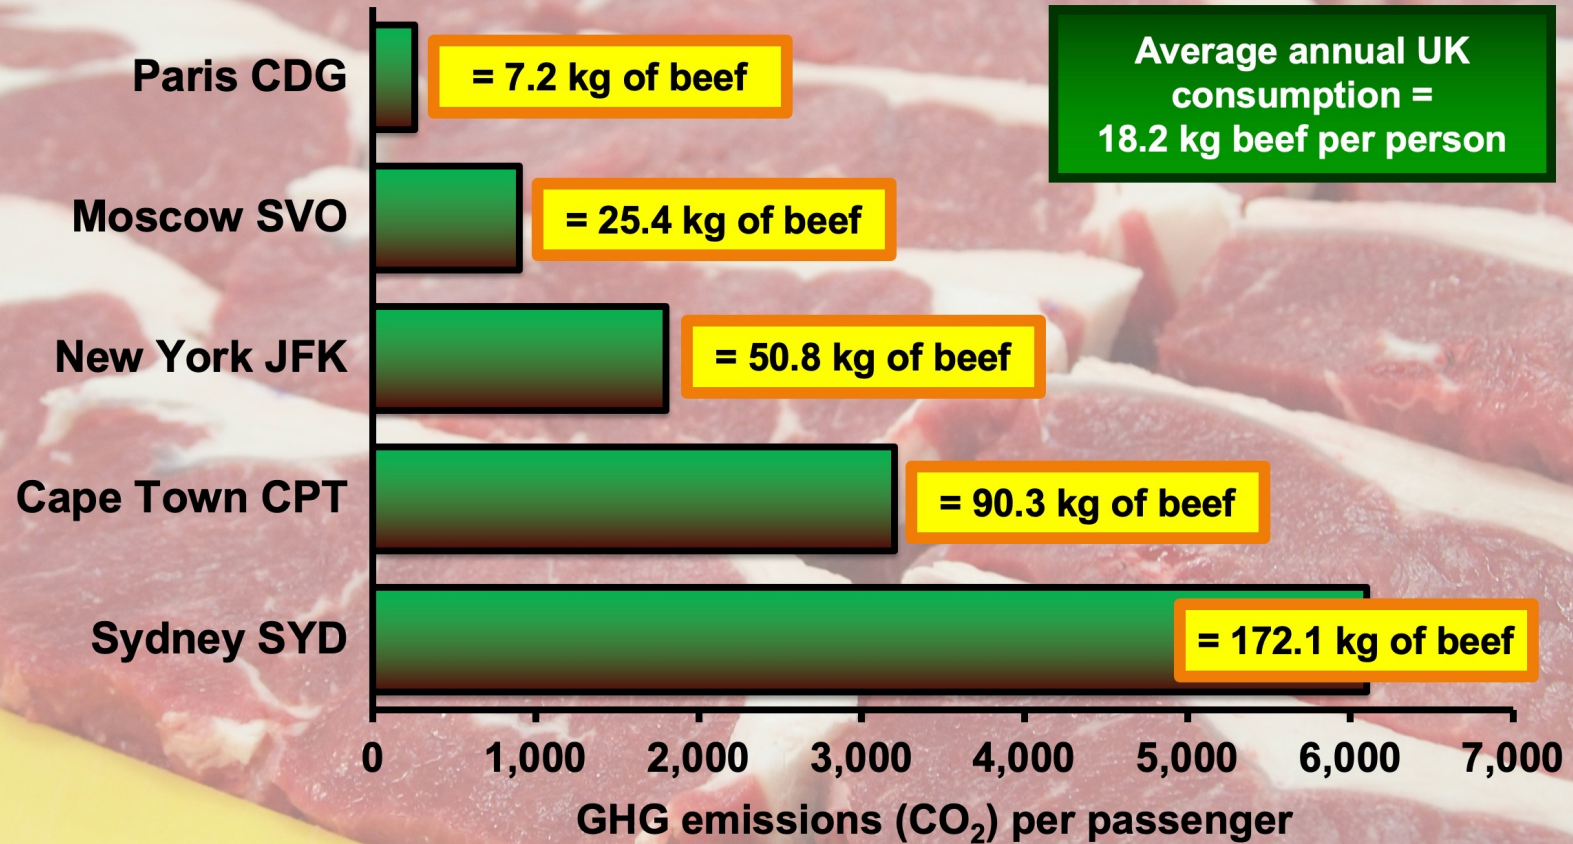 Average annual UK
consumption =
18.2 kg beef per person
Paris CDG
= 7.2 kg of beef
Moscow SVO
= 25.4 kg of beef
New York JFK
= 50.8 kg of beef
Cape Town CPT
= 90.3 kg of beef
Sydney SYD
= 172.1 kg of beef
0 1,000 2,000 3,000 4,000 5,000 6,000 7,000
GHG emissions (CO₂) per passenger